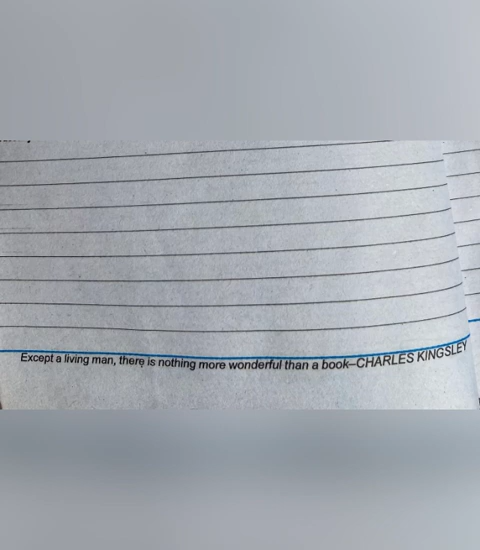 Except a living man, there is nothing more wonderful than a book–CHARLES KINGSLEY